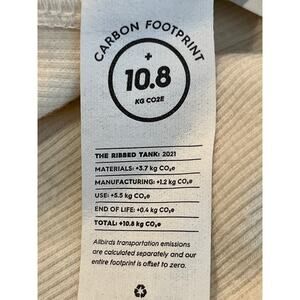 CARBON FOOTPRINT
+
10.8
KG CO2E
THE RIBBED TANK: 2021
MATERIALS: +3.7 kg CO₂e
MANUFACTURING: +1.2 kg CO₂e
USE: +5.5 kg CO₂e
END OF LIFE: +0.4 kg CO₂e
TOTAL: +10.8 kg CO₂e
Allbirds transportation emissions
are calculated separately and our
entire footprint is offset to zero.